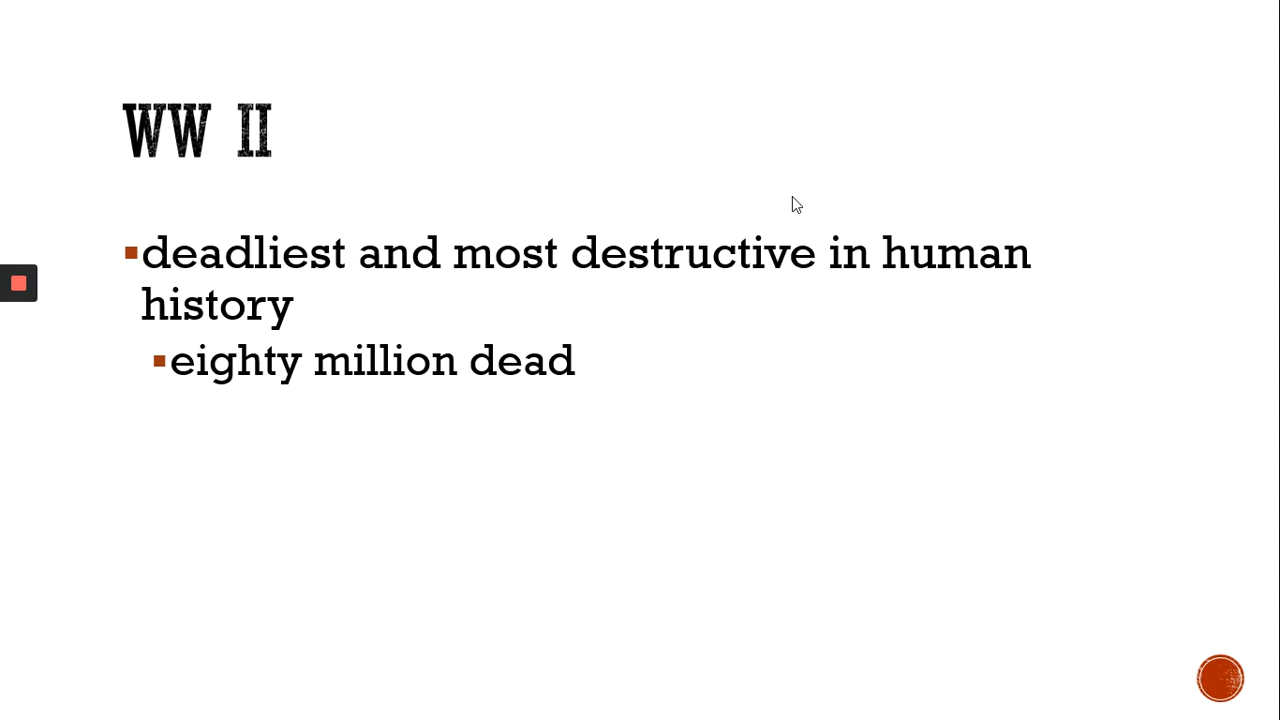 WW II
▪deadliest and most destructive in human
history
▪eighty million dead